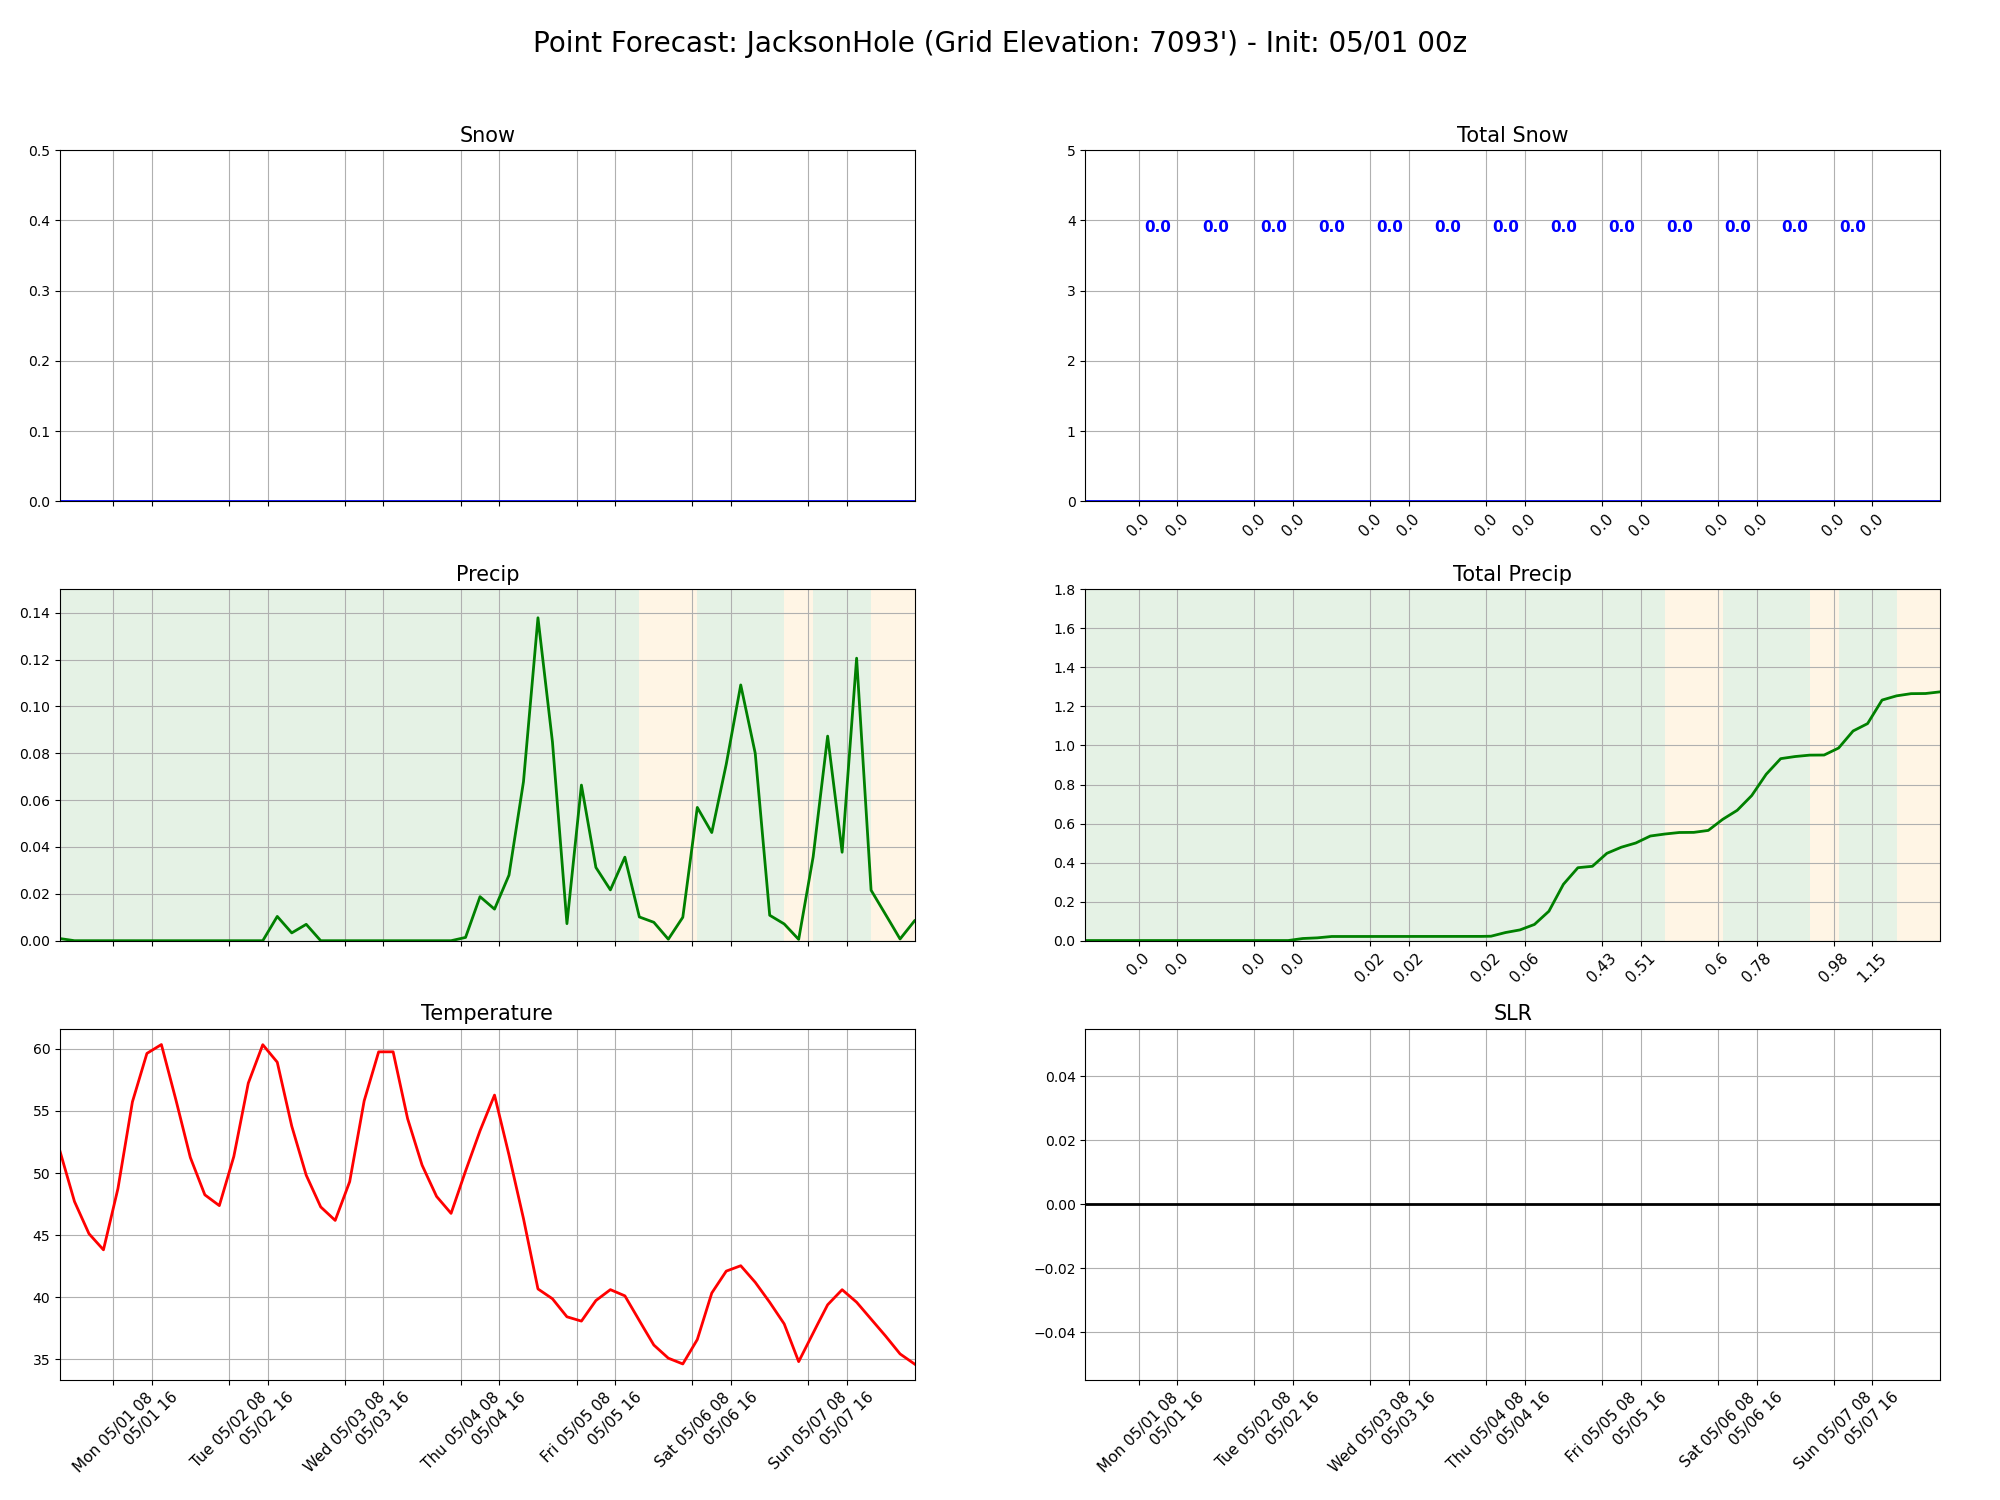 Point Forecast: JacksonHole (Grid Elevation: 7093') - Init: 05/01 00z
Snow
0.5
0.4
0.3
0.2
0.1
0.0
Total Snow
5
4
3
2
1
0
0.0 0.0 0.0 0.0 0.0 0.0 0.0 0.0 0.0 0.0 0.0 0.0 0.0
0.0 0.0 0.0 0.0 0.0 0.0 0.0 0.0 0.0 0.0 0.0 0.0 0.0 0.0
Precip
0.14
0.12
0.10
0.08
0.06
0.04
0.02
0.00
Total Precip
1.8
1.6
1.4
1.2
1.0
0.8
0.6
0.4
0.2
0.0
0.0 0.0 0.0 0.0 0.02 0.02 0.02 0.06 0.43 0.51 0.6 0.78 0.98 1.15
Temperature
60
55
50
45
40
35
Mon 05/01 08
05/01 16
Tue 05/02 08
05/02 16
Wed 05/03 08
05/03 16
Thu 05/04 08
05/04 16
Fri 05/05 08
05/05 16
Sat 05/06 08
05/06 16
Sun 05/07 08
05/07 16
SLR
0.04
0.02
0.00
−0.02
−0.04
Mon 05/01 08
05/01 16
Tue 05/02 08
05/02 16
Wed 05/03 08
05/03 16
Thu 05/04 08
05/04 16
Fri 05/05 08
05/05 16
Sat 05/06 08
05/06 16
Sun 05/07 08
05/07 16